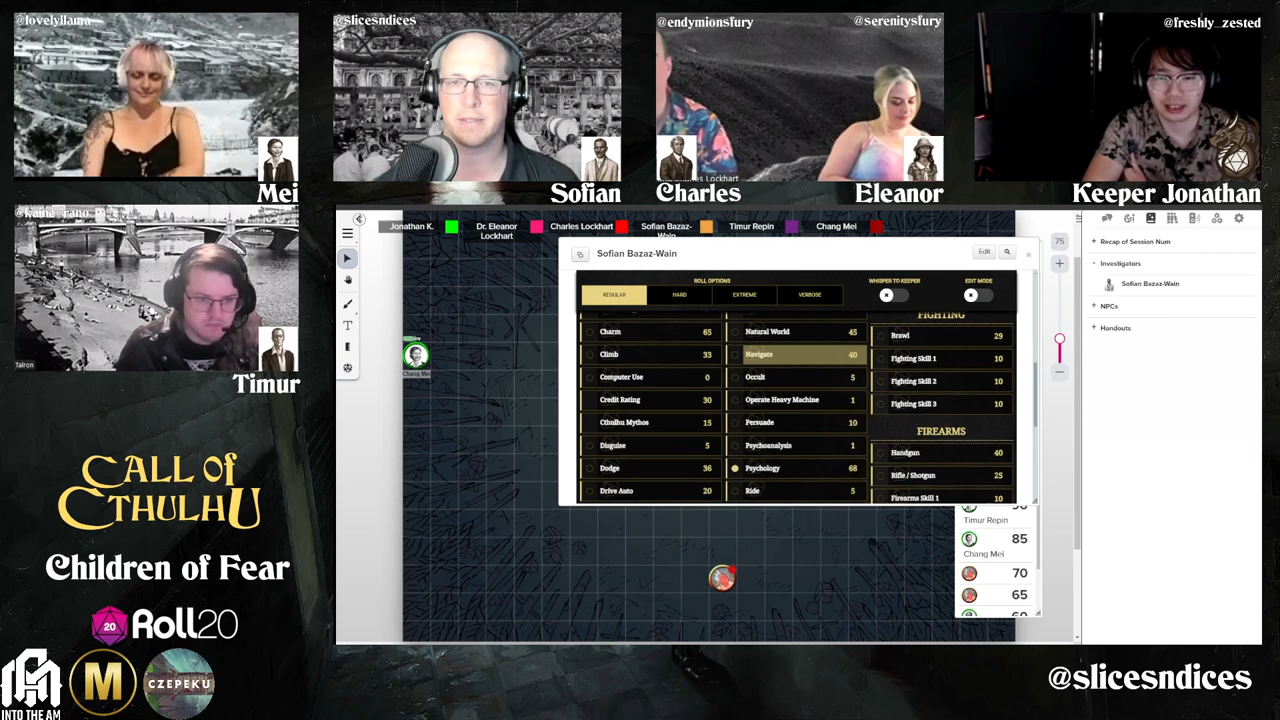 @lovelyllama
@slicesndices
@endymionsfury
@serenitysfury
@freshly_zested
Mei
Sofian
Charles
Eleanor
Keeper Jonathan
Tairon
Timur
CALL of
CTHULHU
Children of Fear
20
Roll20
M
CZEPEKU
INTO THE AM
Jonathan K.
Dr. Eleanor
Lockhart
Charles Lockhart
Sofian Bazaz-
Timur Repin
Chang Mei
Chang Mei
Sofian Bazaz-Wain
Edit
ROLL OPTIONS
WHISPER TO KEEPER
EDIT MODE
REGULAR
HARD
EXTREME
VERBOSE
Charm 65
Climb 33
Computer Use 0
Credit Rating 30
Cthulhu Mythos 15
Disguise 5
Dodge 36
Drive Auto 20
Natural World 45
Navigate 40
Occult 5
Operate Heavy Machine 1
Persuade 10
Psychoanalysis 1
Psychology 68
Ride 5
FIGHTING
Brawl 29
Fighting Skill 1 10
Fighting Skill 2 10
Fighting Skill 3 10
FIREARMS
Handgun 40
Rifle / Shotgun 25
Firearms Skill 1 10
Timur Repin
85
Chang Mei
70
65
75
Recap of Session Num
Investigators
Sofian Bazaz-Wain
NPCs
Handouts
@slicesndices